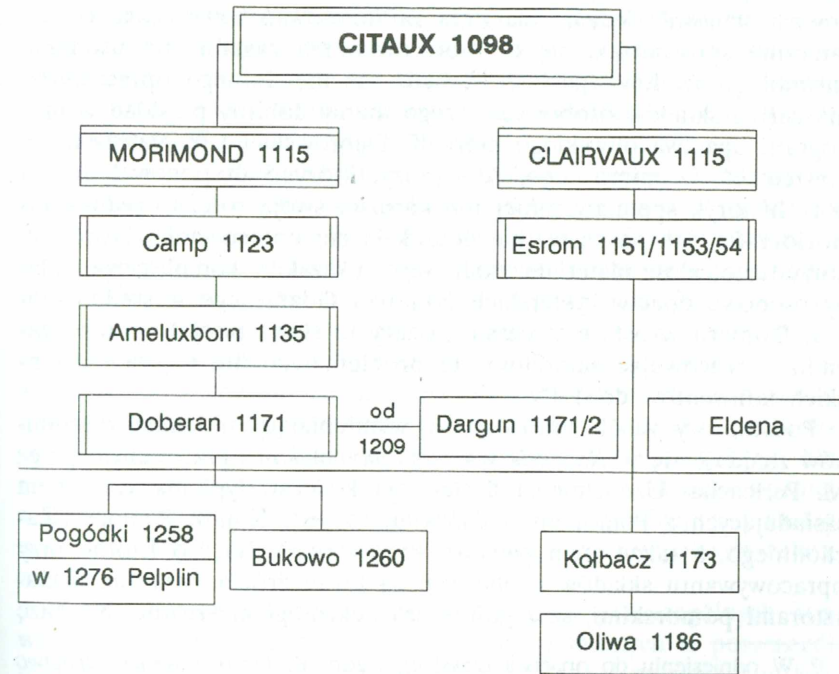 CITAUX 1098
MORIMOND 1115
CLAIRVAUX 1115
Camp 1123
Esrom 1151/1153/54
Ameluxborn 1135
Doberan 1171
od
1209
Dargun 1171/2
Eldena
Pogódki 1258
w 1276 Pelplin
Bukowo 1260
Kołbacz 1173
Oliwa 1186